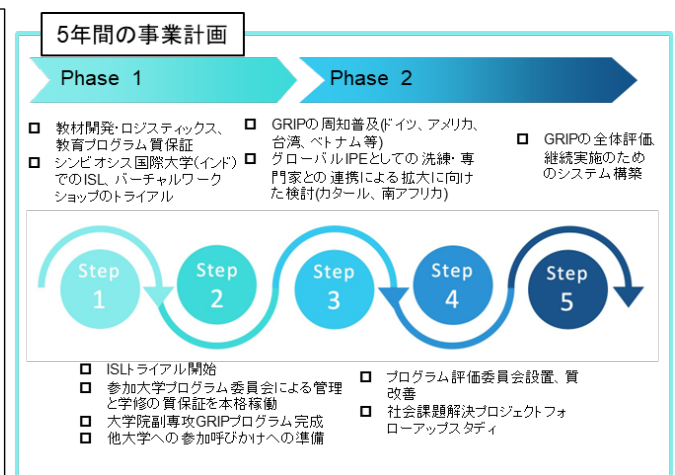 5年間の事業計画
Phase 1
Phase 2
教材開発・ロジスティックス、
教育プログラム質保証
シンビオシス国際大学(インド)
でのISL、バーチャルワーク
ショップのトライアル
GRIPの周知普及(ドイツ、アメリカ、
台湾、ベトナム等)
グローバルIPEとしての洗練・専
門家との連携による拡大に向け
た検討(カタール、南アフリカ)
GRIPの全体評価、
継続実施のため
のシステム構築
Step
1
Step
2
Step
3
Step
4
Step
5
ISLトライアル開始
参加大学プログラム委員会による管理
と学修の質保証を本格稼働
大学院副専攻GRIPプログラム完成
他大学への参加呼びかけへの準備
プログラム評価委員会設置、質
改善
社会課題解決プロジェクトフォ
ローアップスタディ